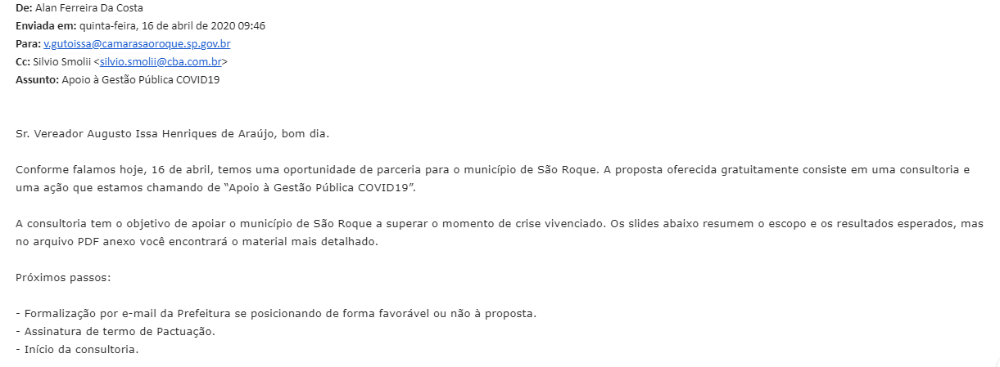 De: Alan Ferreira Da Costa
Enviada em: quinta-feira, 16 de abril de 2020 09:46
Para: v.gutoissa@camarasaoroque.sp.gov.br
Cc: Silvio Smolii <silvio.smolii@cba.com.br>
Assunto: Apoio à Gestão Pública COVID19
Sr. Vereador Augusto Issa Henriques de Araújo, bom dia.
Conforme falamos hoje, 16 de abril, temos uma oportunidade de parceria para o município de São Roque. A proposta oferecida gratuitamente consiste em uma consultoria e
uma ação que estamos chamando de “Apoio à Gestão Pública COVID19”.
A consultoria tem o objetivo de apoiar o município de São Roque a superar o momento de crise vivenciado. Os slides abaixo resumem o escopo e os resultados esperados, mas
no arquivo PDF anexo você encontrará o material mais detalhado.
Próximos passos:
- Formalização por e-mail da Prefeitura se posicionando de forma favorável ou não à proposta.
- Assinatura de termo de Pactuação.
- Início da consultoria.